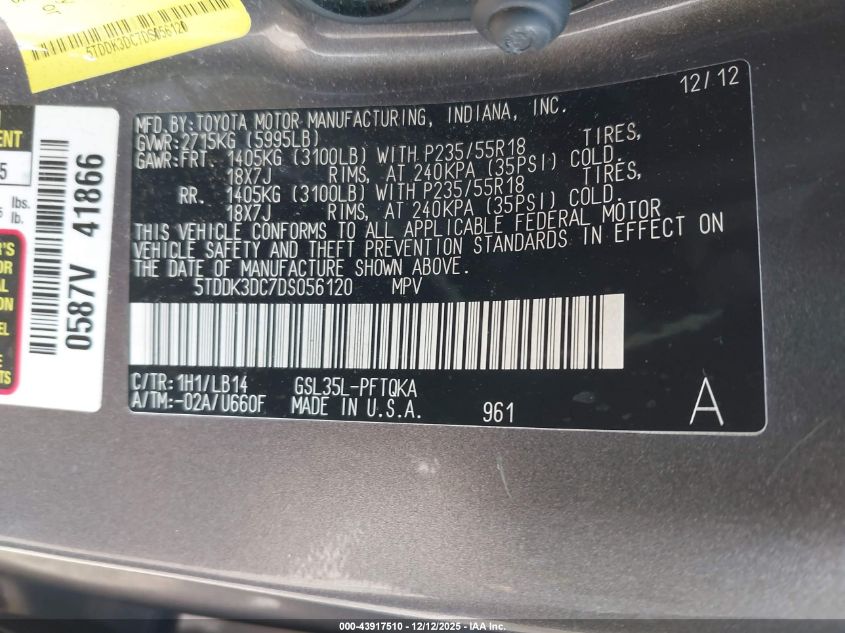 5TDDK3DC7DS056120
12/12
MFD.BY:TOYOTA MOTOR MANUFACTURING, INDIANA, INC.
GVWR:2715KG (5995LB)
GAWR:FRT. 1405KG (3100LB) WITH P235/55R18 TIRES,
18X7J RIMS, AT 240KPA (35PSI) COLD.
RR. 1405KG (3100LB) WITH P235/55R18 TIRES,
18X7J RIMS, AT 240KPA (35PSI) COLD.
THIS VEHICLE CONFORMS TO ALL APPLICABLE FEDERAL MOTOR
VEHICLE SAFETY AND THEFT PREVENTION STANDARDS IN EFFECT ON
THE DATE OF MANUFACTURE SHOWN ABOVE.
5TDDK3DC7DS056120 MPV
C/TR:1H1/LB14 GSL35L-PFTQKA
A/TM:-02A/U660F MADE IN U.S.A. 961 A
0587V 41866
lbs.
lb.
000-43917510 - 12/12/2025 - IAA Inc.